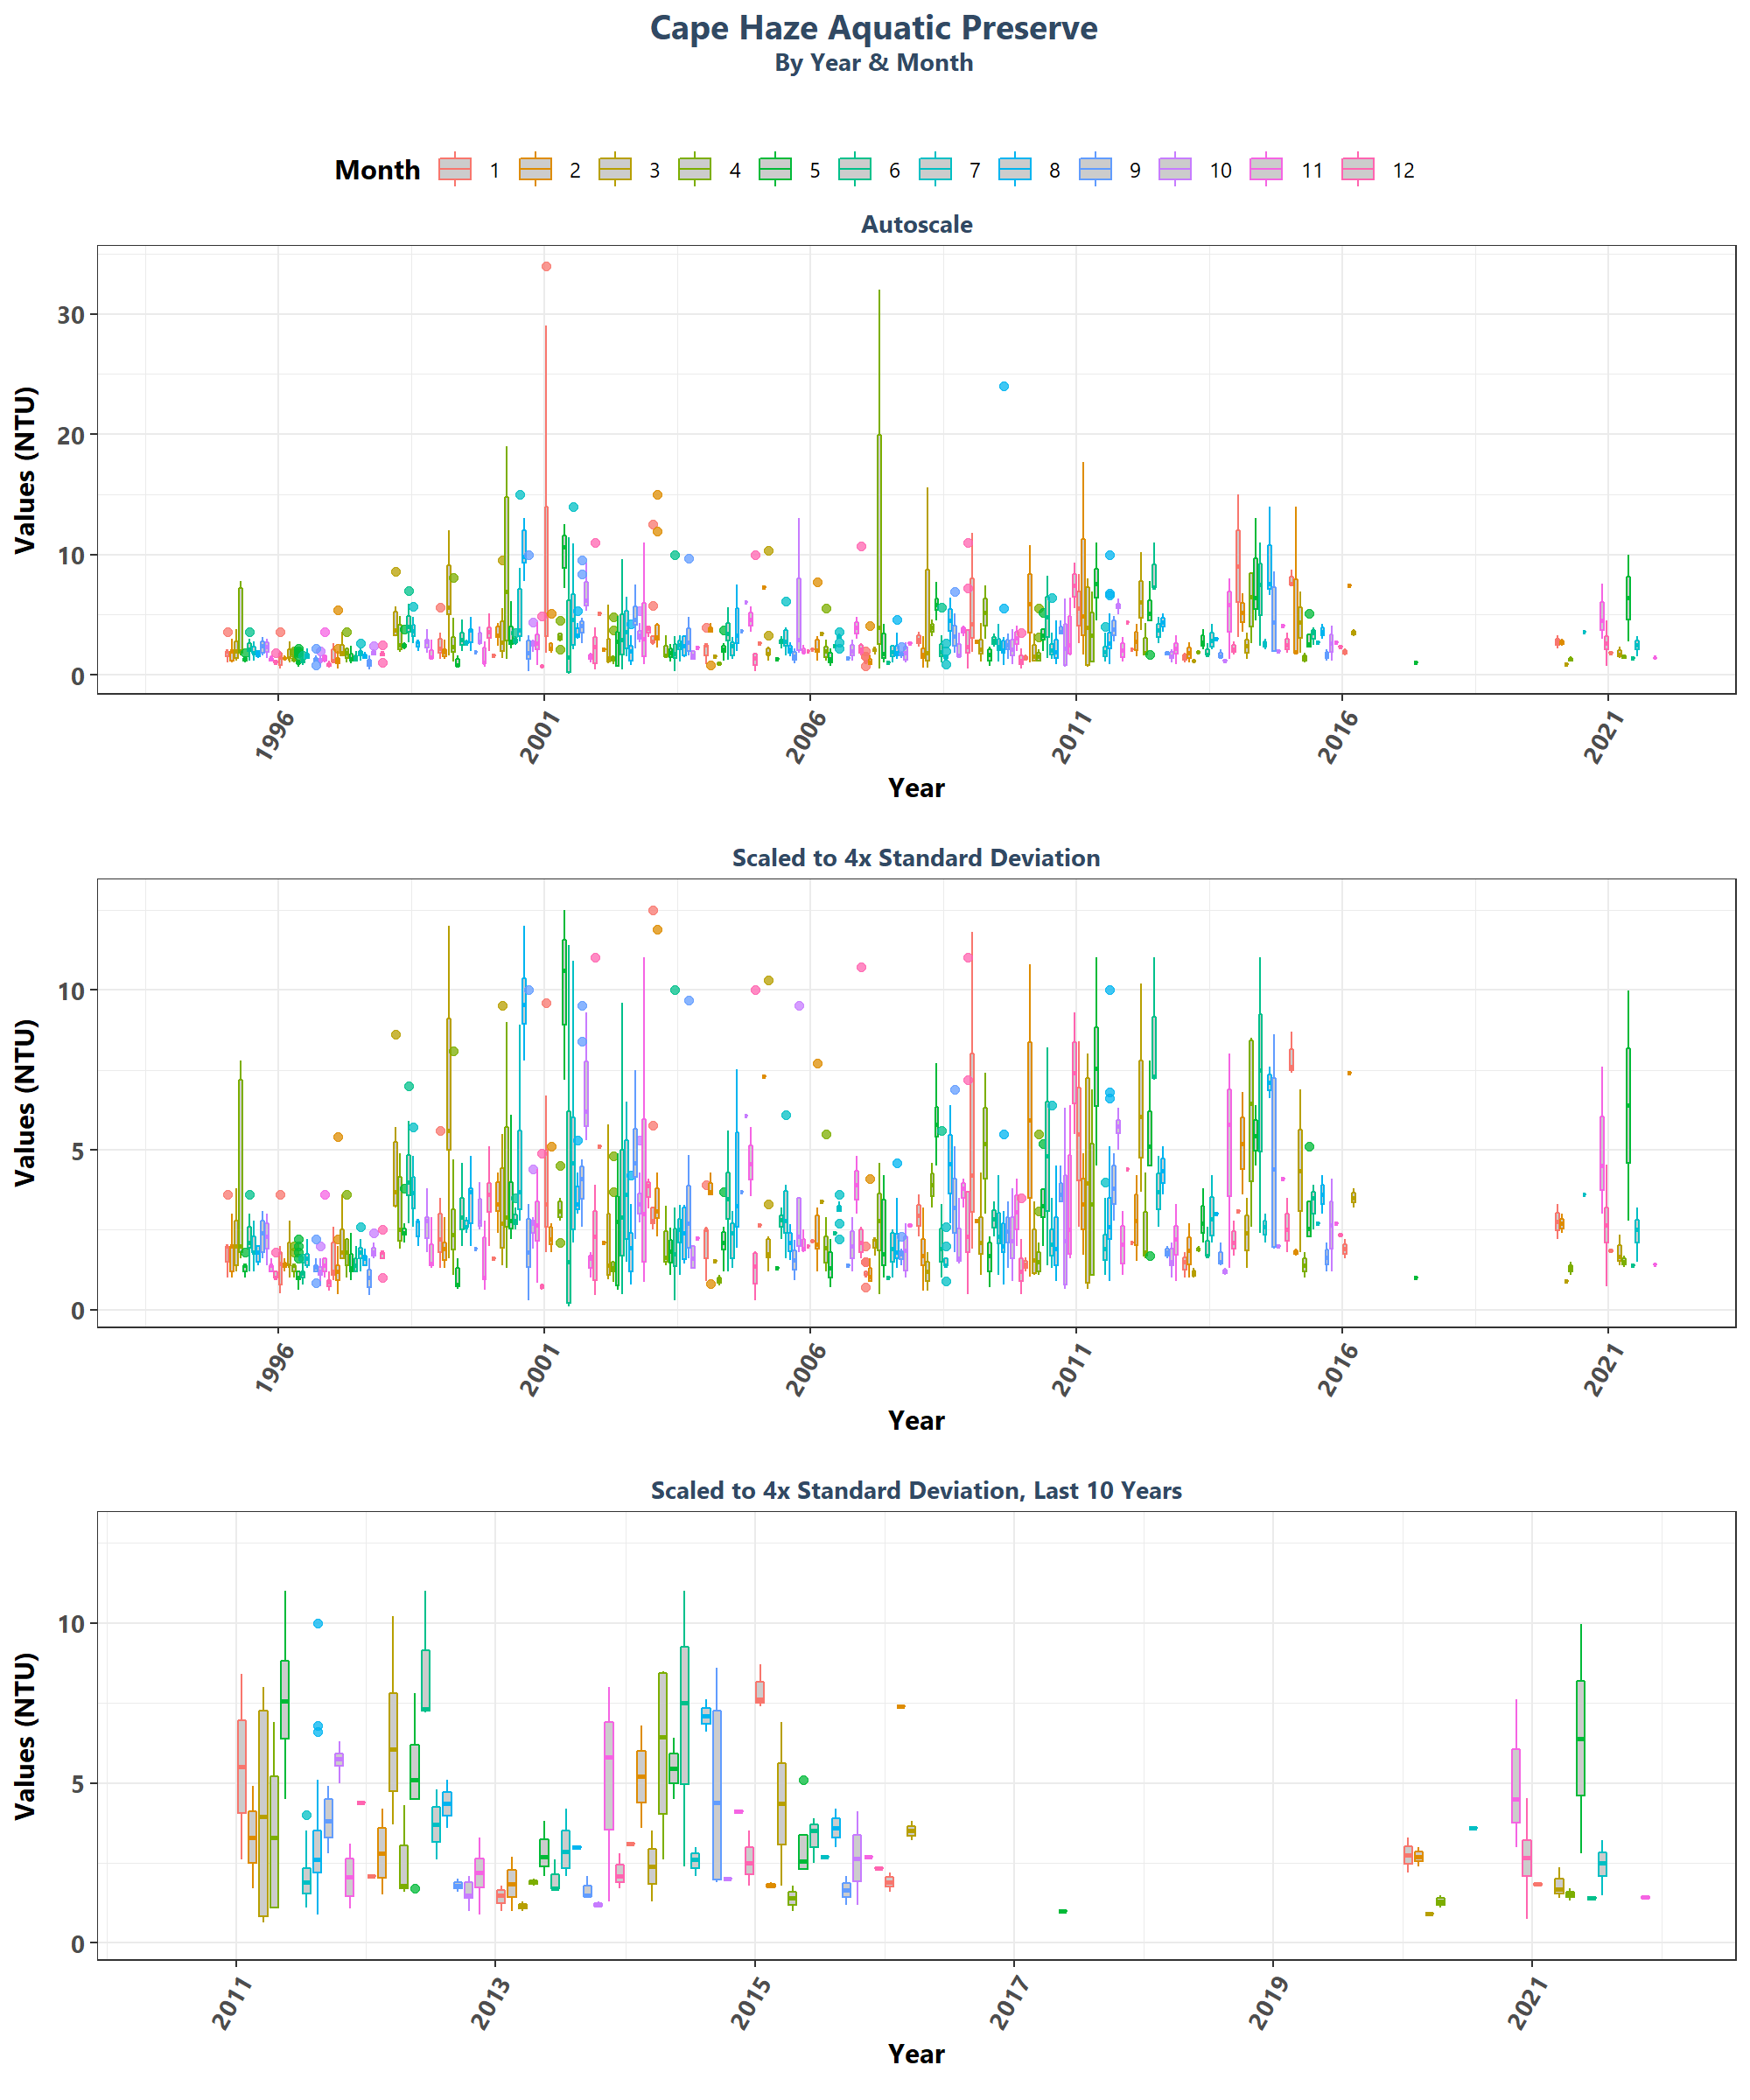 Cape Haze Aquatic Preserve
By Year & Month
Month 1 2 3 4 5 6 7 8 9 10 11 12
Autoscale
Values (NTU)
30
20
10
0
1996 2001 2006 2011 2016 2021
Year
Scaled to 4x Standard Deviation
Values (NTU)
10
5
0
1996 2001 2006 2011 2016 2021
Year
Scaled to 4x Standard Deviation, Last 10 Years
Values (NTU)
10
5
0
2011 2013 2015 2017 2019 2021
Year